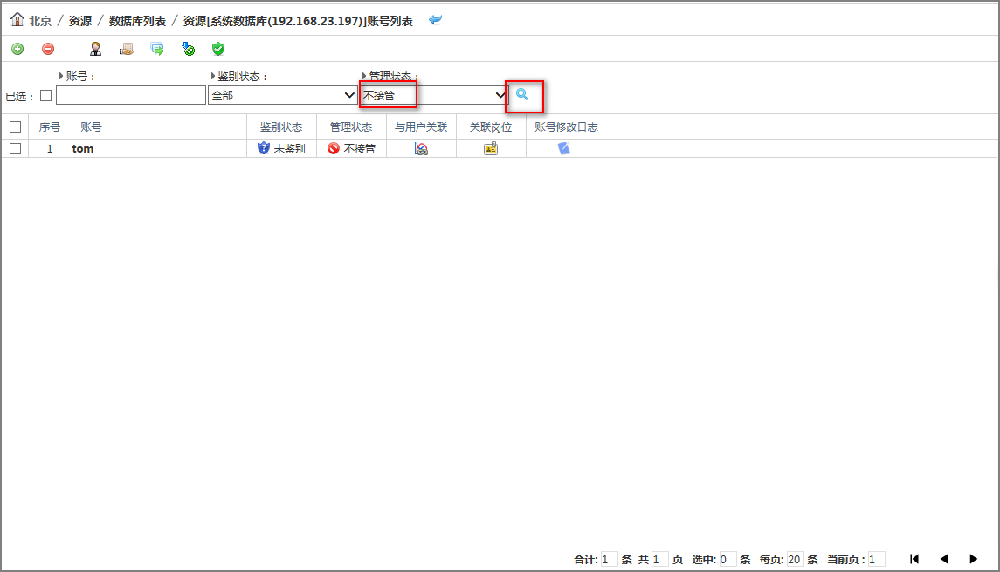 北京 / 资源 / 数据库列表 / 资源[系统数据库(192.168.23.197)]账号列表
账号： 鉴别状态： 管理状态：
已选： 全部 不接管
序号 账号 鉴别状态 管理状态 与用户关联 关联岗位 账号修改日志
1 tom 未鉴别 不接管
合计: 1 条 共 1 页 选中: 0 条 每页: 20 条 当前页: 1